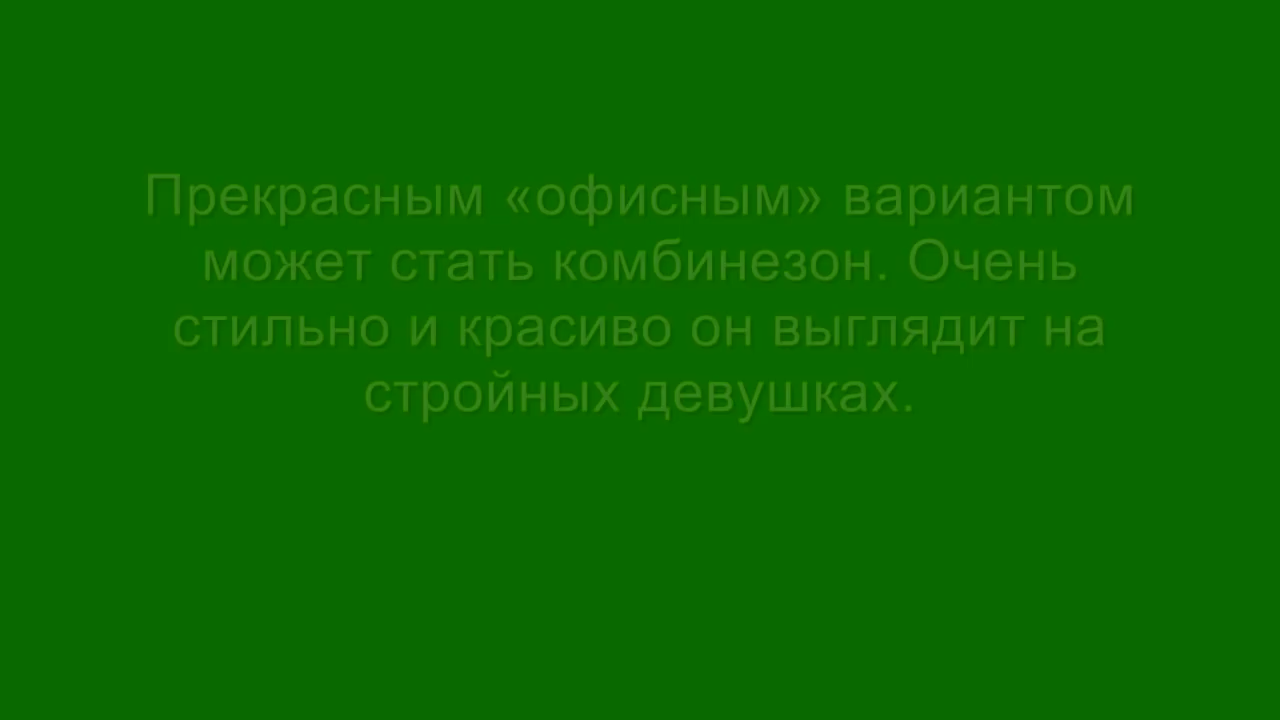 Прекрасным «офисным» вариантом
может стать комбинезон. Очень
стильно и красиво он выглядит на
стройных девушках.